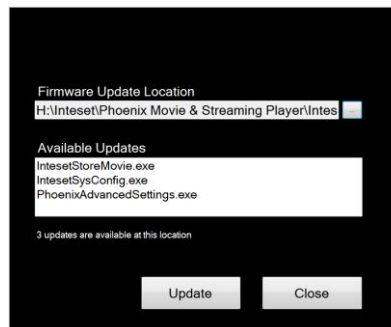 Firmware Update Location
H:\Inteset\Phoenix Movie & Streaming Player\Intes
Available Updates
IntesetStoreMovie.exe
IntesetSysConfig.exe
PhoenixAdvancedSettings.exe
3 updates are available at this location
Update Close